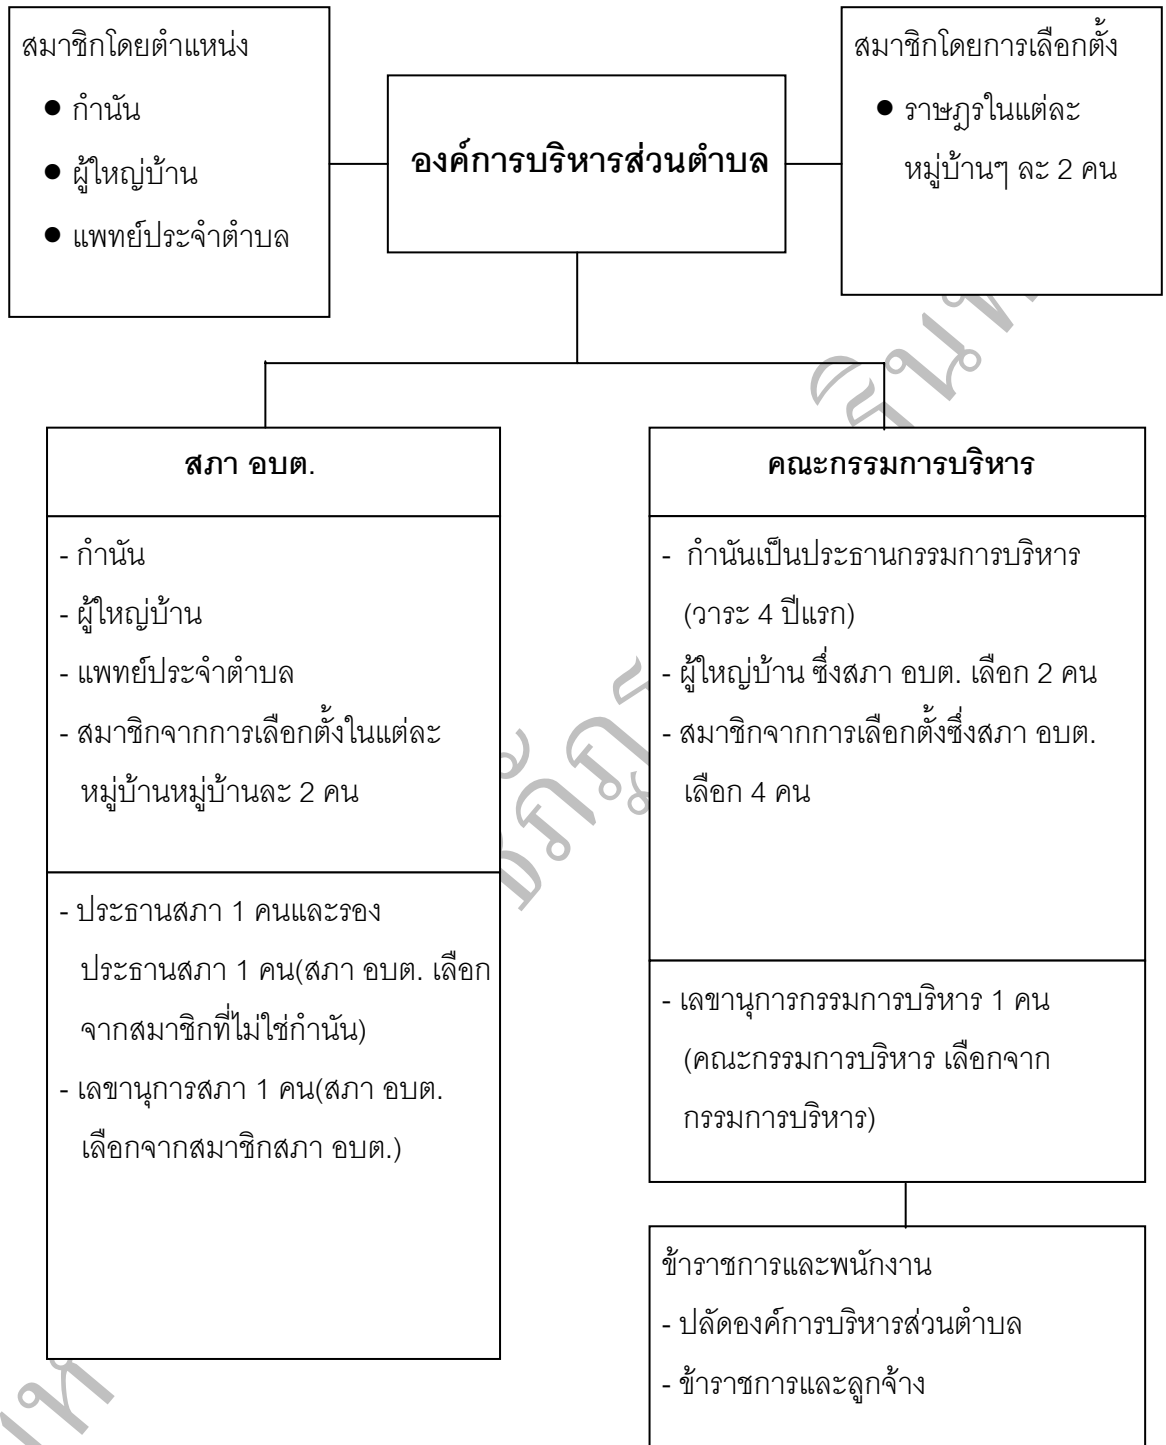 สมาชิกโดยตำแหน่ง
● กำนัน
● ผู้ใหญ่บ้าน
● แพทย์ประจำตำบล
องค์การบริหารส่วนตำบล
สมาชิกโดยการเลือกตั้ง
● ราษฎรในแต่ละ
หมู่บ้านๆ ละ 2 คน
สภา อบต.
- กำนัน
- ผู้ใหญ่บ้าน
- แพทย์ประจำตำบล
- สมาชิกจากการเลือกตั้งในแต่ละ
หมู่บ้านหมู่บ้านละ 2 คน
- ประธานสภา 1 คนและรอง
ประธานสภา 1 คน(สภา อบต. เลือก
จากสมาชิกที่ไม่ใช่กำนัน)
- เลขานุการสภา 1 คน(สภา อบต.
เลือกจากสมาชิกสภา อบต.)
คณะกรรมการบริหาร
- กำนันเป็นประธานกรรมการบริหาร
(วาระ 4 ปีแรก)
- ผู้ใหญ่บ้าน ซึ่งสภา อบต. เลือก 2 คน
- สมาชิกจากการเลือกตั้งซึ่งสภา อบต.
เลือก 4 คน
- เลขานุการกรรมการบริหาร 1 คน
(คณะกรรมการบริหาร เลือกจาก
กรรมการบริหาร)
ข้าราชการและพนักงาน
- ปลัดองค์การบริหารส่วนตำบล
- ข้าราชการและลูกจ้าง